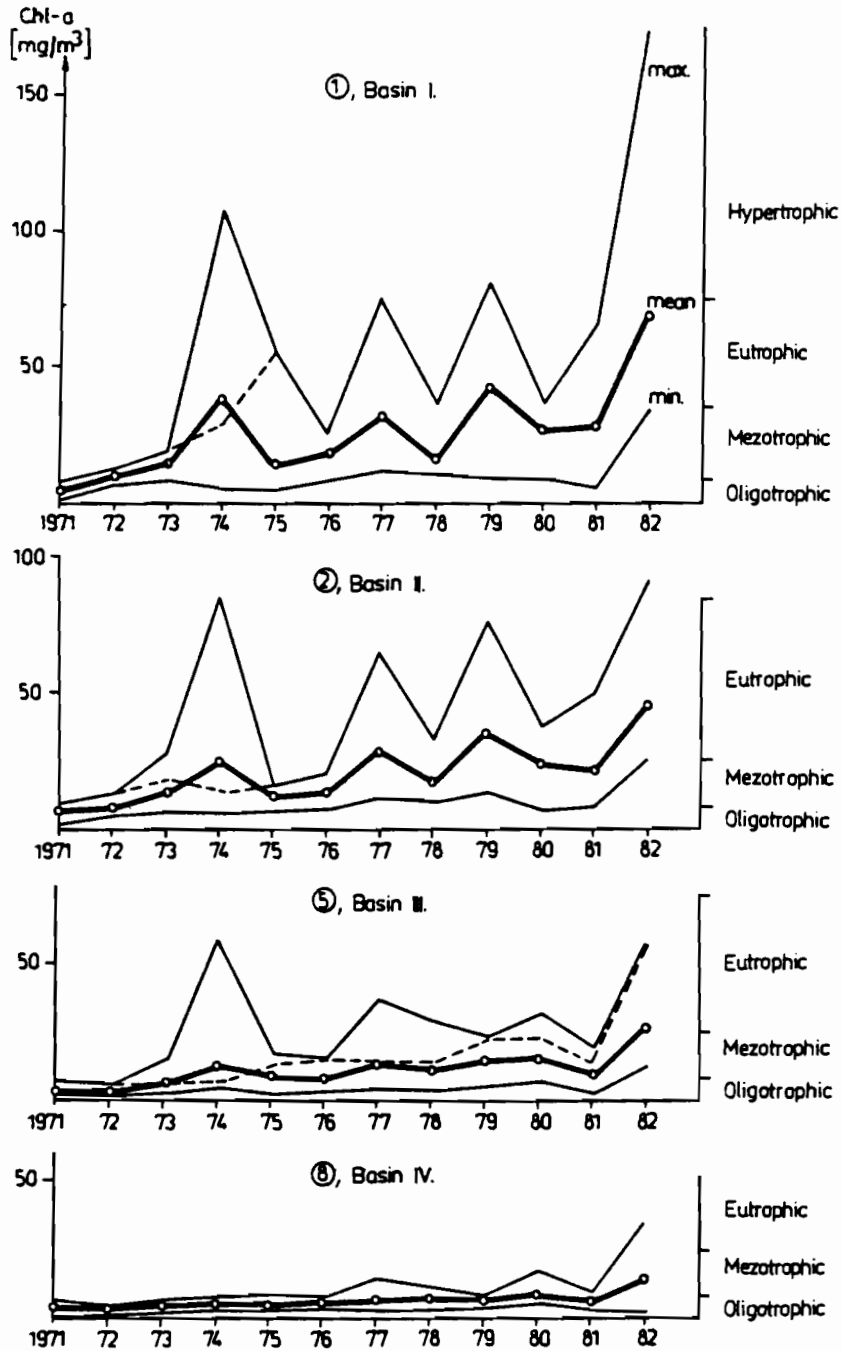 Chl-a
[mg/m³]
①, Basin I.
max.
150
Hypertrophic
100
mean
50
Eutrophic
min.
Mezotrophic
Oligotrophic
1971 72 73 74 75 76 77 78 79 80 81 82
100
②, Basin II.
50
Eutrophic
Mezotrophic
Oligotrophic
1971 72 73 74 75 76 77 78 79 80 81 82
⑤, Basin III.
50
Eutrophic
Mezotrophic
Oligotrophic
1971 72 73 74 75 76 77 78 79 80 81 82
⑧, Basin IV.
50
Eutrophic
Mezotrophic
Oligotrophic
1971 72 73 74 75 76 77 78 79 80 81 82